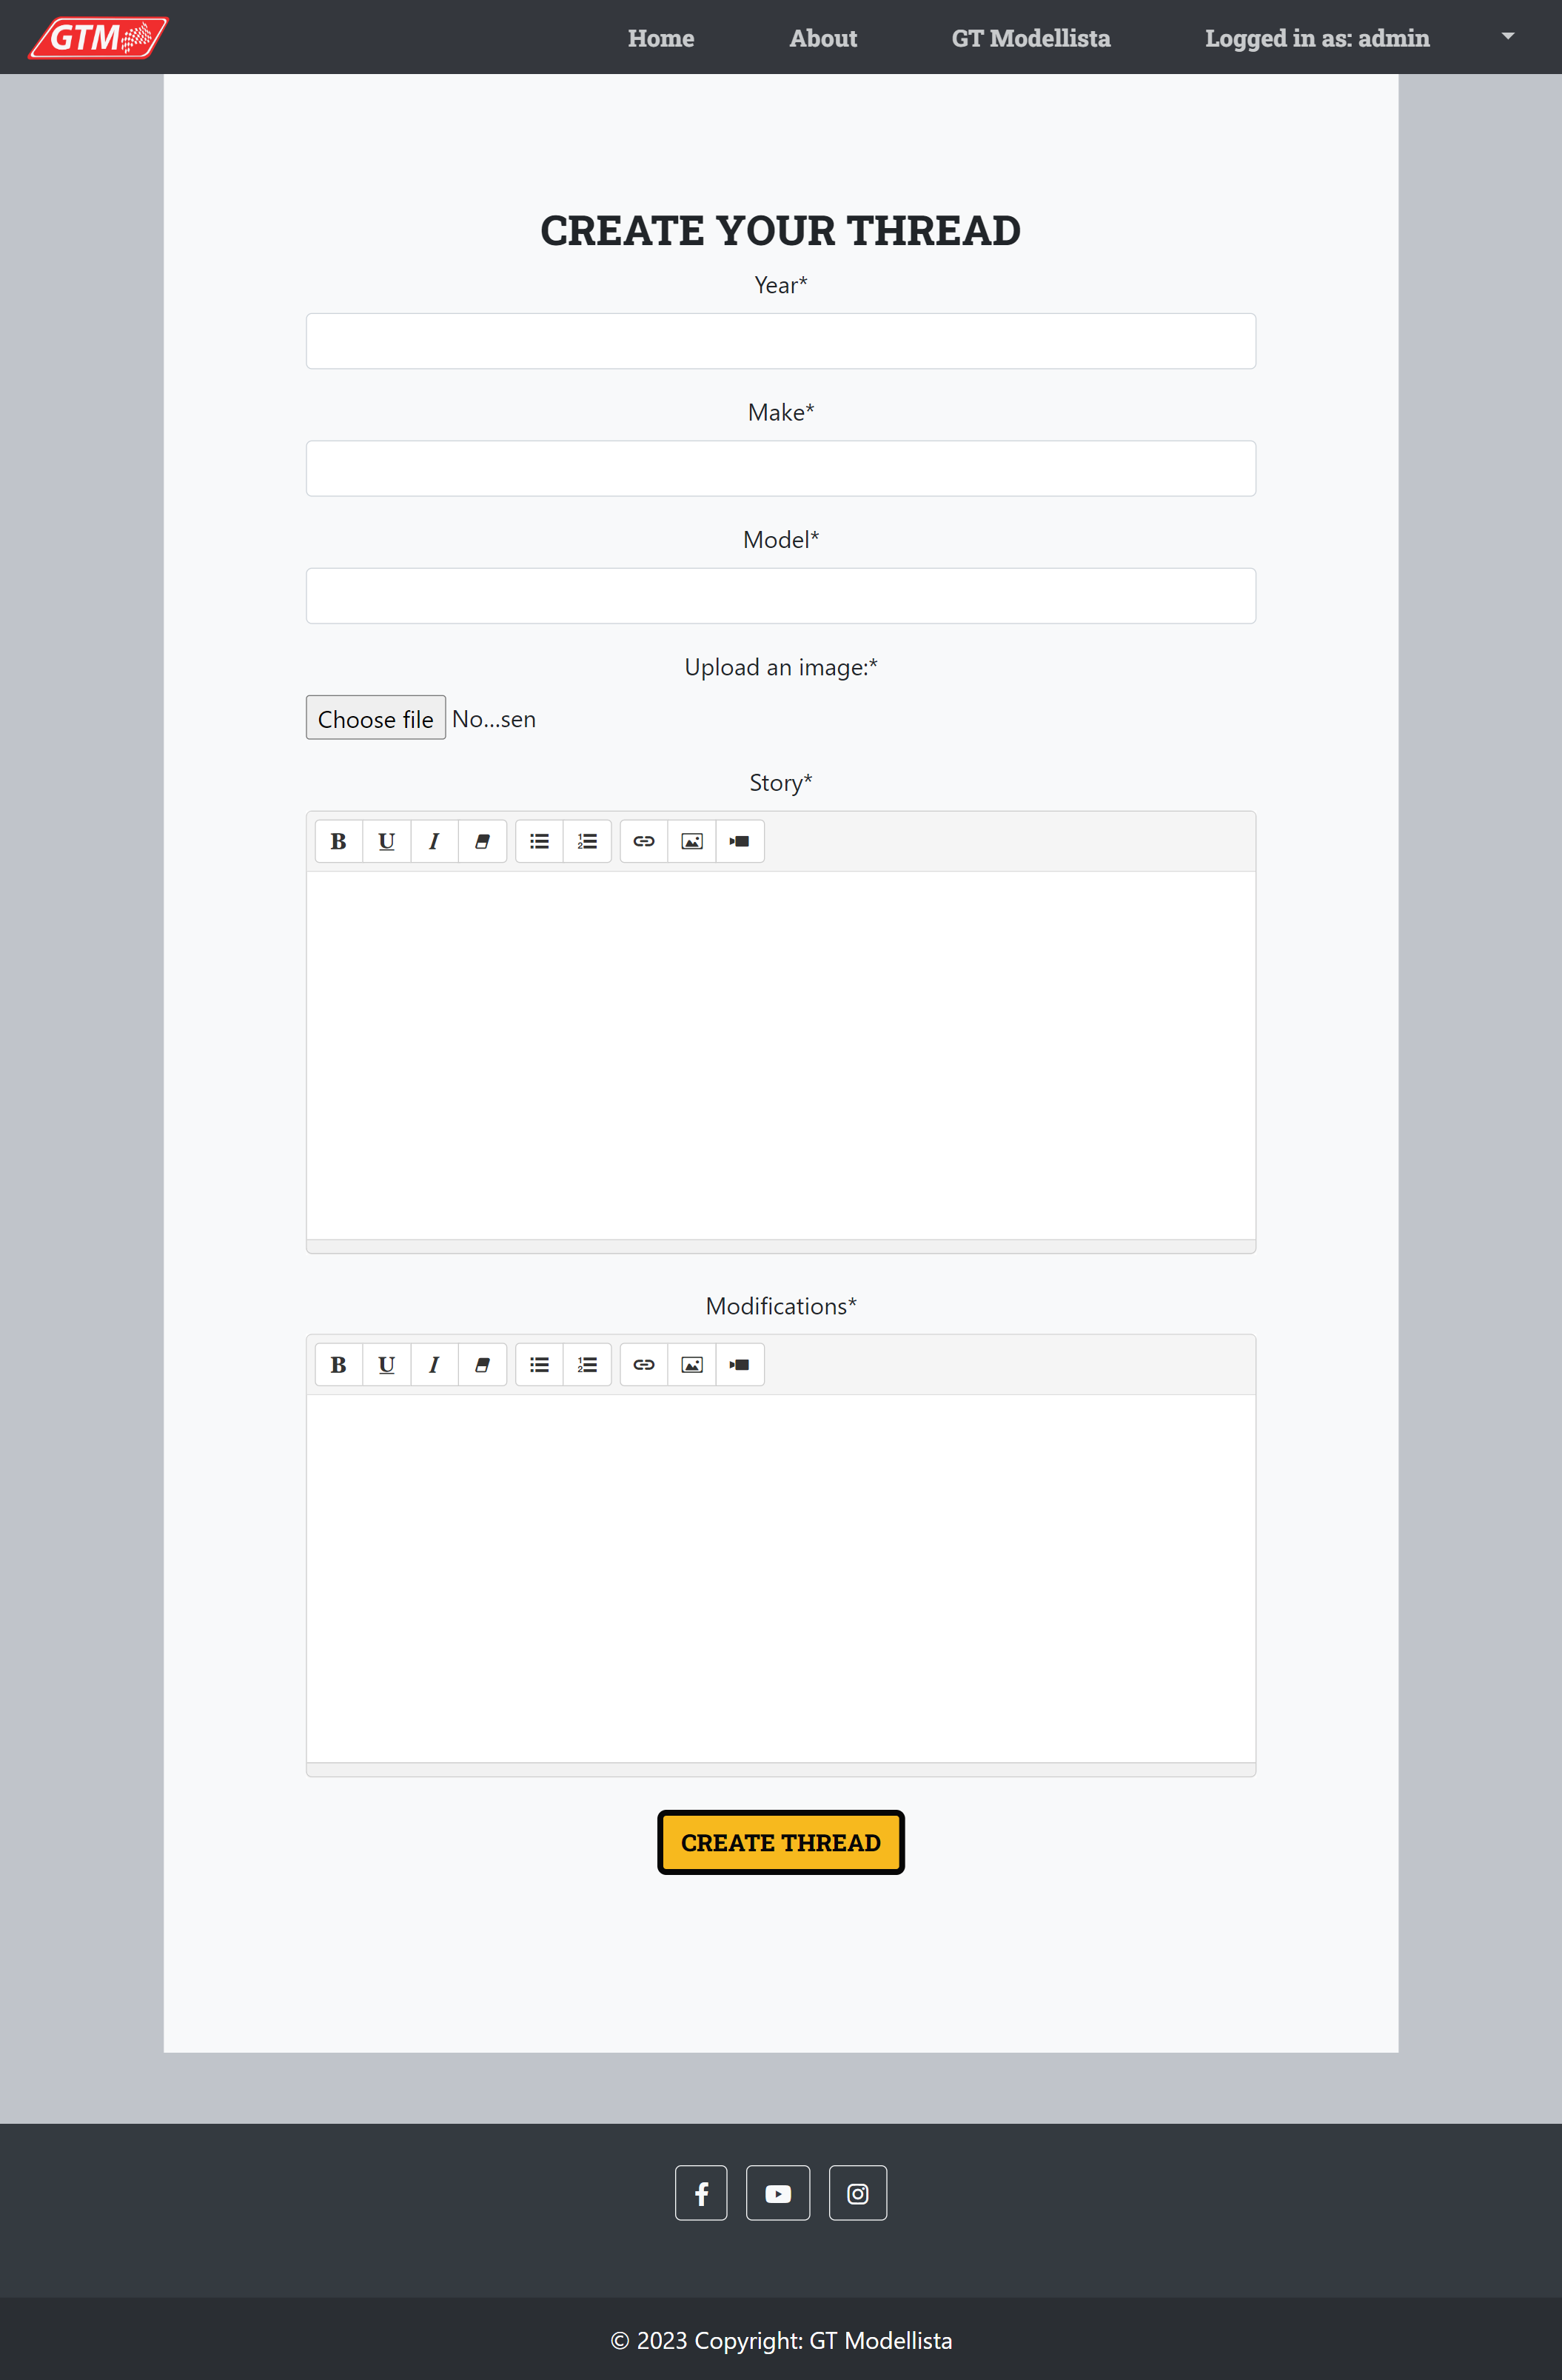 GTM
Home About GT Modellista Logged in as: admin
CREATE YOUR THREAD
Year*
Make*
Model*
Upload an image:*
Choose file No...sen
Story*
B U I
Modifications*
B U I
CREATE THREAD
© 2023 Copyright: GT Modellista